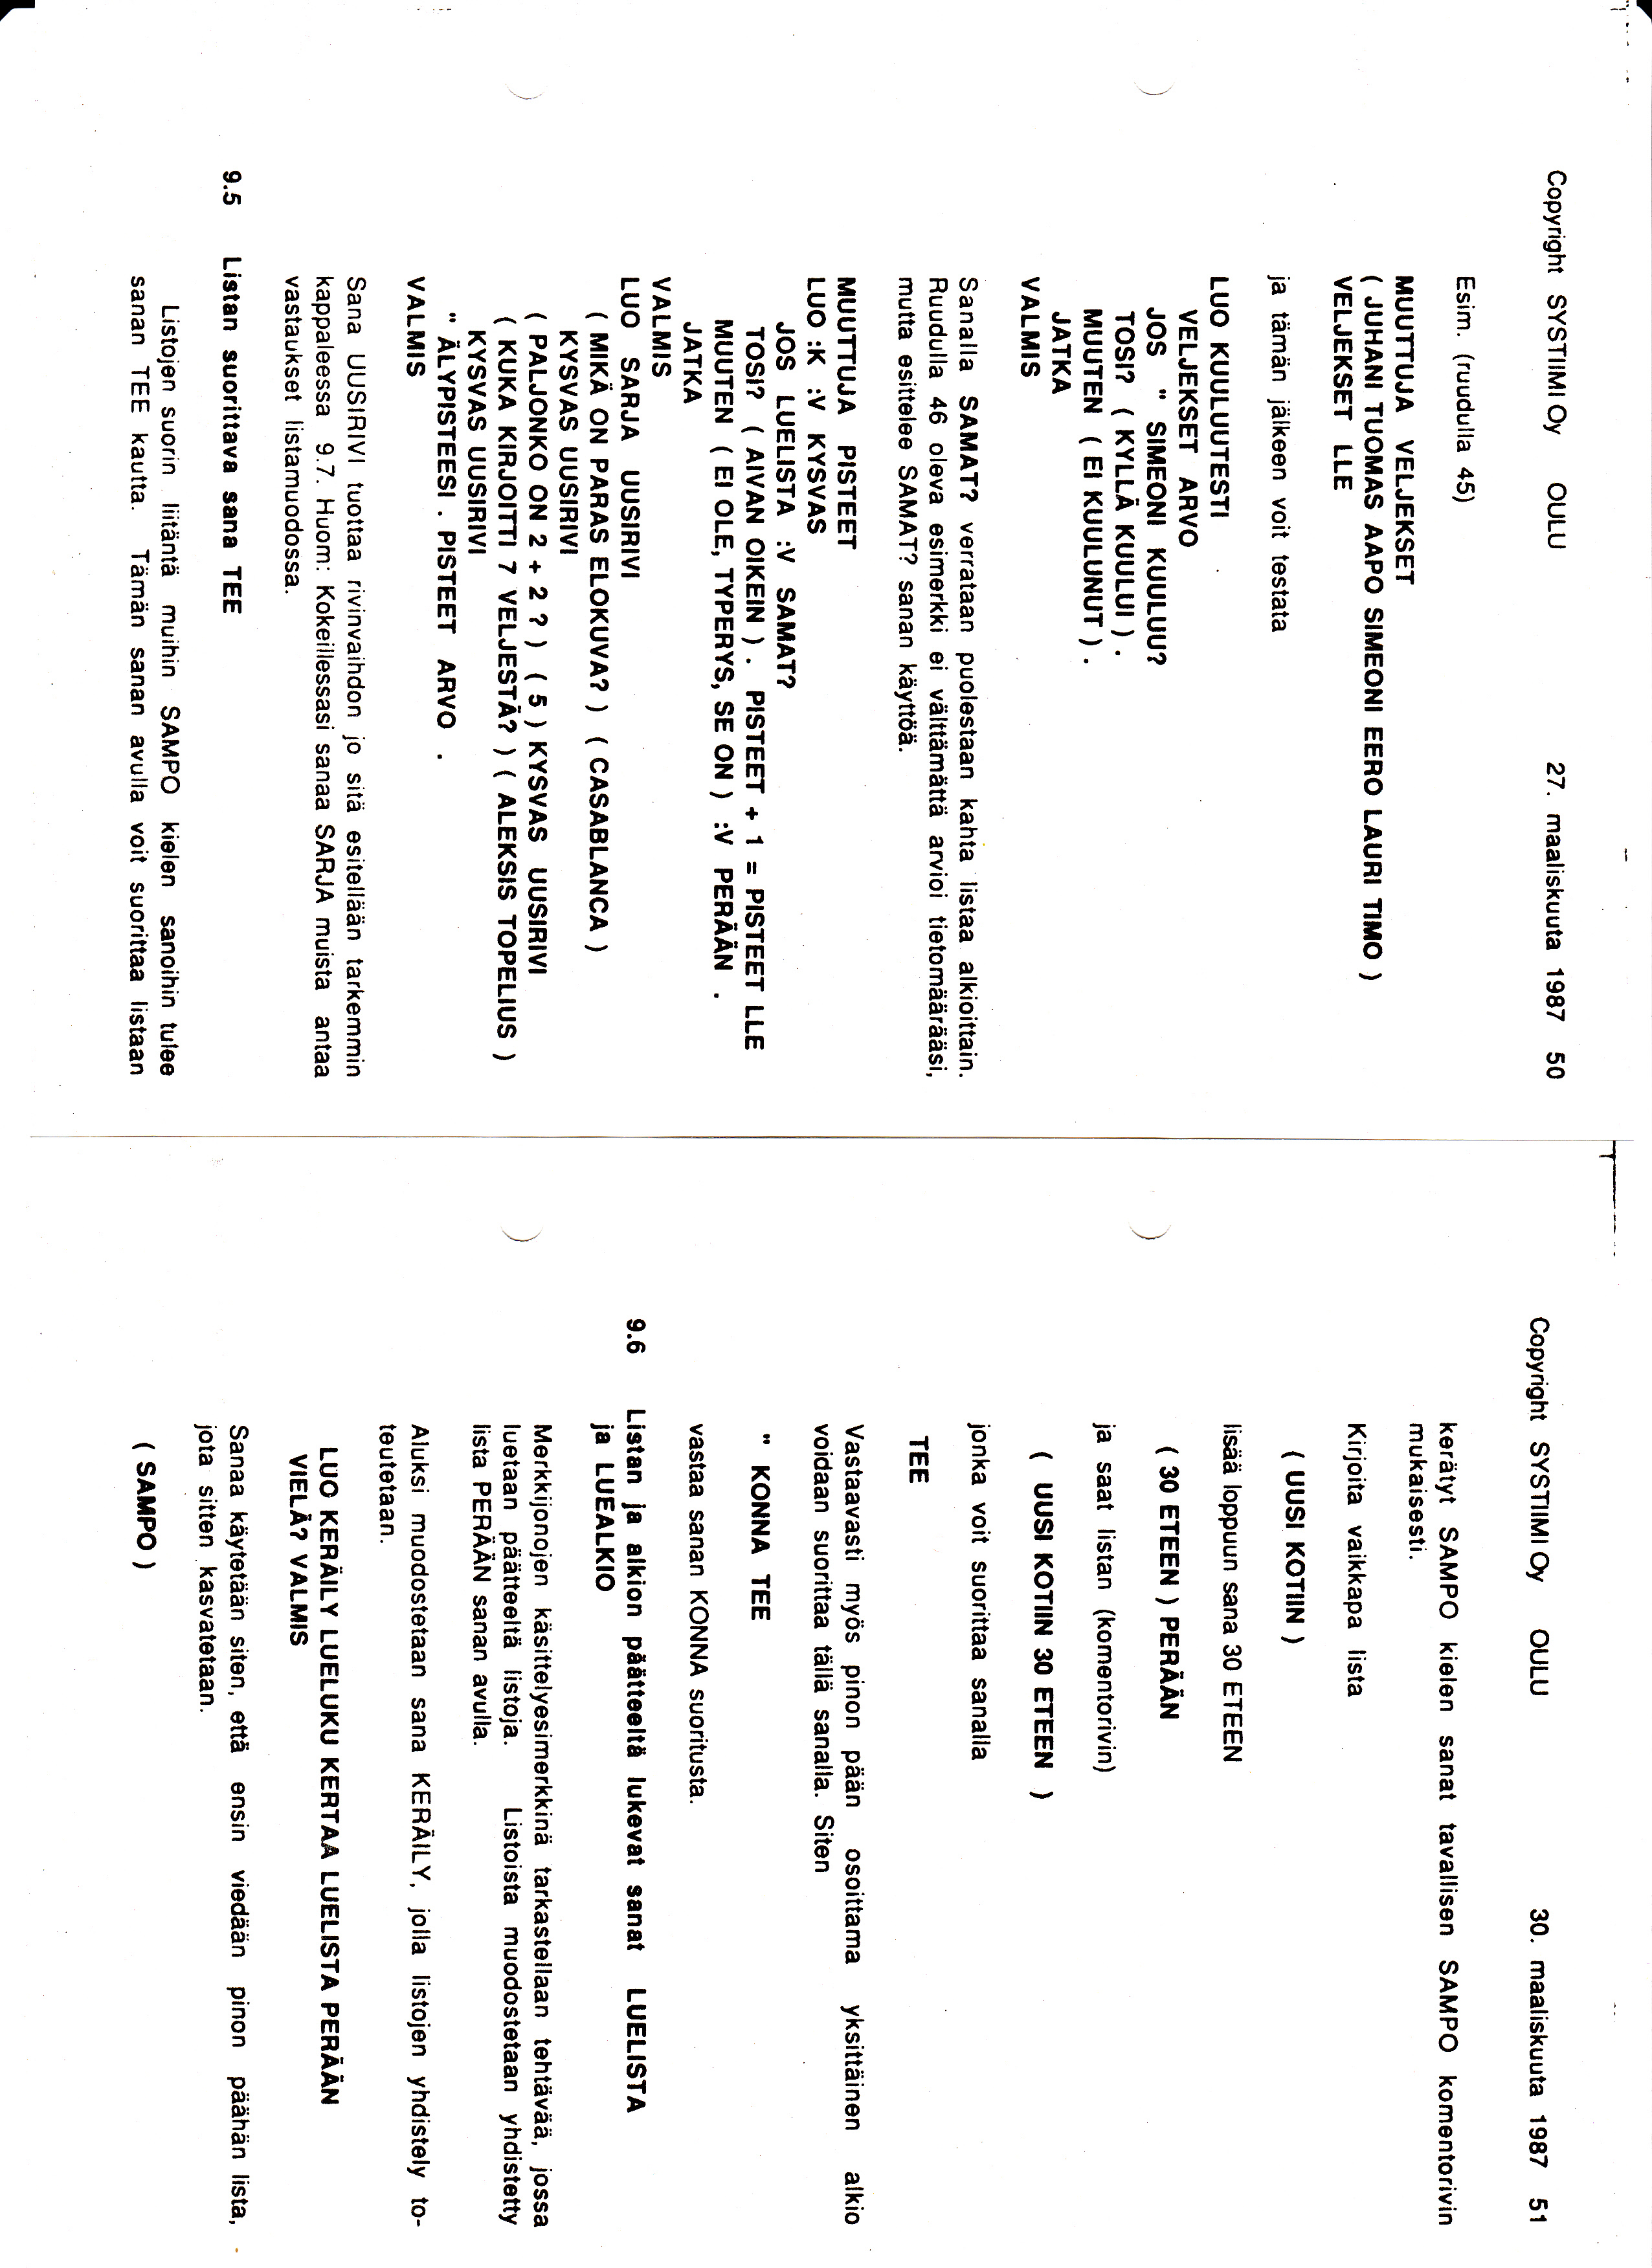 Copyright SYSTIIMI Oy OULU 27. maaliskuuta 1987 50
Esim. (ruudulla 45)
MUUTTUJA VELJEKSET
( JUHANI TUOMAS AAPO SIMEONI EERO LAURI TIMO )
VELJEKSET LLE
ja tämän jälkeen voit testata
LUO KUULUUTESTI
VELJEKSET ARVO
JOS " SIMEONI KUULUU?
TOSI? ( KYLLÄ KUULUI ) .
MUUTEN ( EI KUULUNUT ) .
JATKA
VALMIS
Sanalla SAMAT? verrataan puolestaan kahta listaa alkioittain.
Ruudulla 46 oleva esimerkki ei välttämättä arvioi tietomäärääsi,
mutta esittelee SAMAT? sanan käyttöä.
MUUTTUJA PISTEET
LUO :K :V KYSVAS
JOS LUELISTA :V SAMAT?
TOSI? ( AIVAN OIKEIN ) . PISTEET + 1 = PISTEET LLE
MUUTEN ( EI OLE, TYPERYS, SE ON ) :V PERÄÄN .
JATKA
VALMIS
LUO SARJA UUSIRIVI
( MIKÄ ON PARAS ELOKUVA? ) ( CASABLANCA )
KYSVAS UUSIRIVI
( PALJONKO ON 2 + 2 ? ) ( 5 ) KYSVAS UUSIRIVI
( KUKA KIRJOITTI 7 VELJESTÄ? ) ( ALEKSIS TOPELIUS )
KYSVAS UUSIRIVI
" ÄLYPISTEESI . PISTEET ARVO .
VALMIS
Sana UUSIRIVI tuottaa rivinvaihdon jo sitä esitellään tarkemmin
kappaleessa 9.7. Huom: Kokeillessasi sanaa SARJA muista antaa
vastaukset listamuodossa.
9.5 Listan suorittava sana TEE
Listojen suorin liitäntä muihin SAMPO kielen sanoihin tulee
sanan TEE kautta. Tämän sanan avulla voit suorittaa listaan
Copyright SYSTIIMI Oy OULU 30. maaliskuuta 1987 51
kerätyt SAMPO kielen sanat tavallisen SAMPO komentorivin
mukaisesti.
Kirjoita vaikkapa lista
( UUSI KOTIIN )
lisää loppuun sana 30 ETEEN
( 30 ETEEN ) PERÄÄN
ja saat listan (komentorivin)
( UUSI KOTIIN 30 ETEEN )
jonka voit suorittaa sanalla
TEE
Vastaavasti myös pinon pään osoittama yksittäinen alkio
voidaan suorittaa tällä sanalla. Siten
" KONNA TEE
vastaa sanan KONNA suoritusta.
9.6 Listan ja alkion päätteeltä lukevat sanat LUELISTA
ja LUEALKIO
Merkkijonojen käsittelyesimerkkinä tarkastellaan tehtävää, jossa
luetaan päätteeltä listoja. Listoista muodostetaan yhdistetty
lista PERÄÄN sanan avulla.
Aluksi muodostetaan sana KERÄILY, jolla listojen yhdistely to-
teutetaan.
LUO KERÄILY LUELUKU KERTAA LUELISTA PERÄÄN
VIELÄ? VALMIS
Sanaa käytetään siten, että ensin viedään pinon päähän lista,
jota sitten kasvatetaan.
( SAMPO )